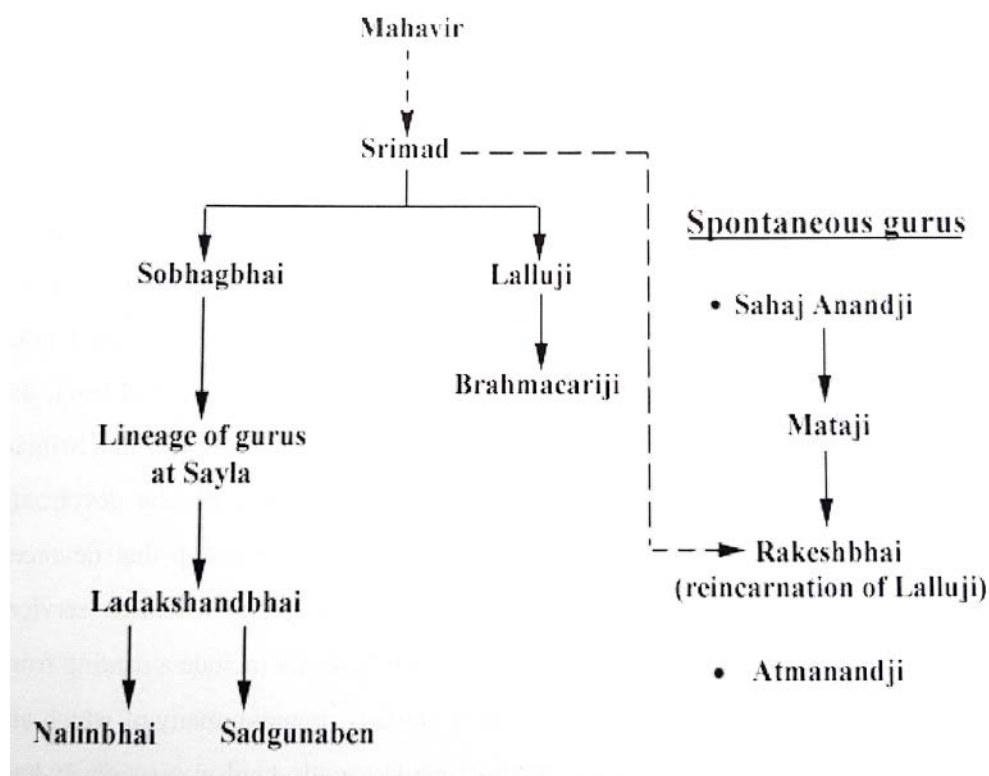 Mahavir
Srimad
Sobhagbhai
Lalluji
Brahmacariji
Lineage of gurus
at Sayla
Ladakshandbhai
Nalinbhai
Sadgunaben
Spontaneous gurus
• Sahaj Anandji
Mataji
Rakeshbhai
(reincarnation of Lalluji)
• Atmanandji